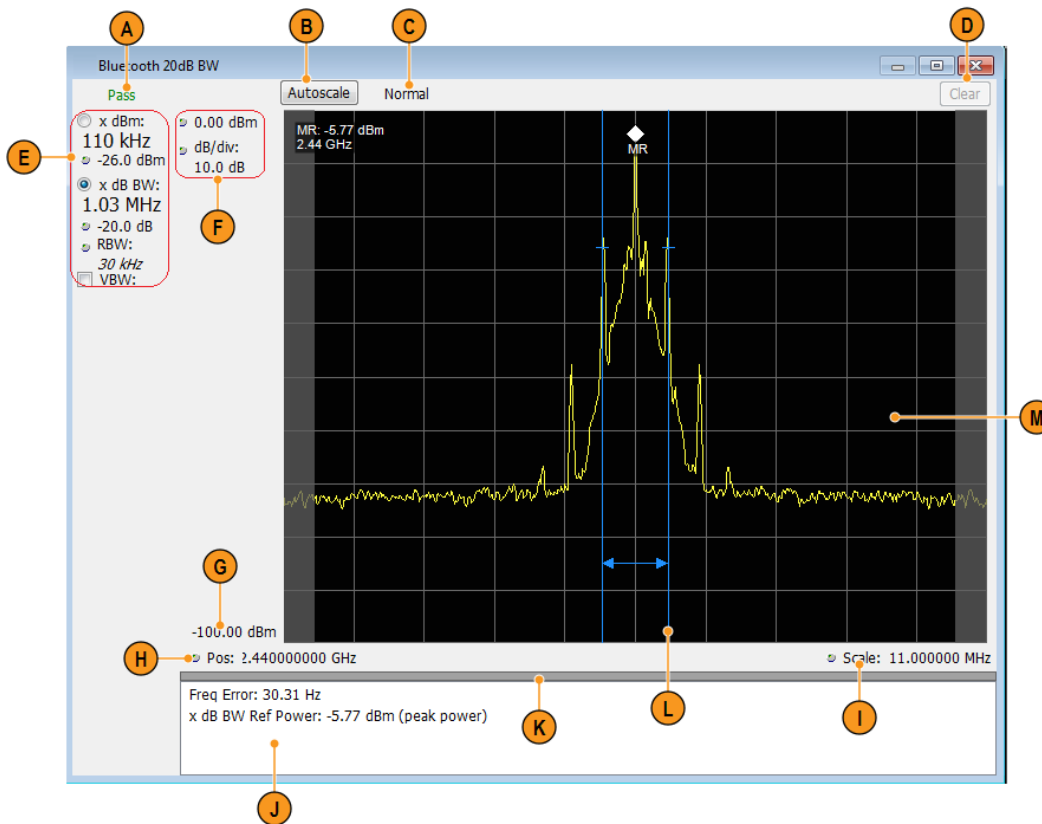 A
B
C
D
Bluetooth 20dB BW
Pass
Autoscale
Normal
Clear
x dBm:
110 kHz
-26.0 dBm
x dB BW:
1.03 MHz
-20.0 dB
RBW:
30 kHz
VBW:
E
0.00 dBm
dB/div:
10.0 dB
F
MR: -5.77 dBm
2.44 GHz
MR
M
G
-100.00 dBm
H
Pos: 2.440000000 GHz
Scale: 11.000000 MHz
Freq Error: 30.31 Hz
x dB BW Ref Power: -5.77 dBm (peak power)
K
L
I
J